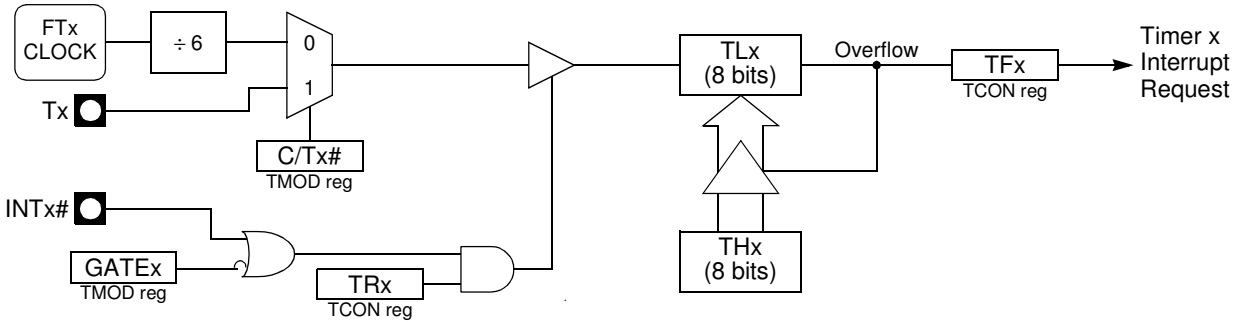 FTx
CLOCK
÷ 6
0
1
Tx
C/Tx#
TMOD reg
TLx
(8 bits)
Overflow
TFx
TCON reg
Timer x
Interrupt
Request
INTx#
GATEx
TMOD reg
TRx
TCON reg
THx
(8 bits)